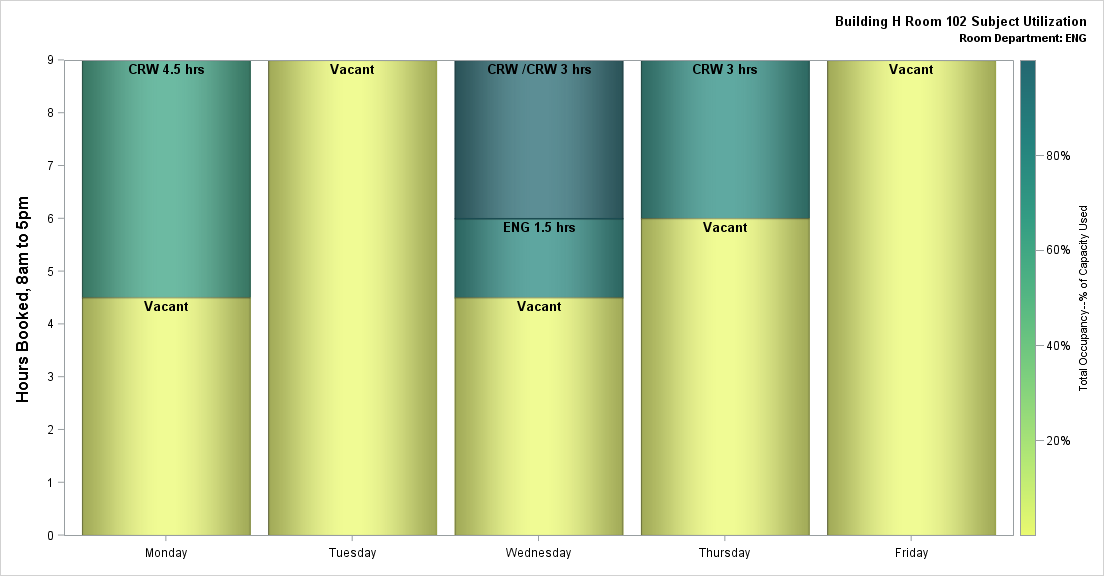 Building H Room 102 Subject Utilization
Room Department: ENG
Hours Booked, 8am to 5pm
9
8
7
6
5
4
3
2
1
0
CRW 4.5 hrs
Vacant
Vacant
CRW /CRW 3 hrs
ENG 1.5 hrs
Vacant
CRW 3 hrs
Vacant
Vacant
Monday
Tuesday
Wednesday
Thursday
Friday
80%
60%
40%
20%
Total Occupancy--% of Capacity Used